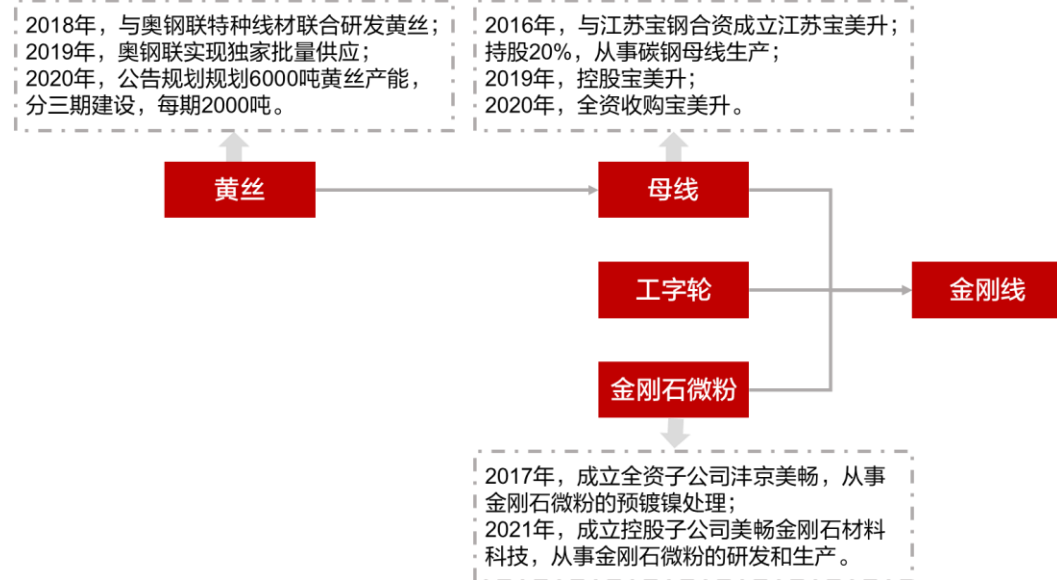 2018年，与奥钢联特种线材联合研发黄丝；
2019年，奥钢联实现独家批量供应；
2020年，公告规划规划6000吨黄丝产能，
分三期建设，每期2000吨。
2016年，与江苏宝钢合资成立江苏宝美升；
持股20%，从事碳钢母线生产；
2019年，控股宝美升；
2020年，全资收购宝美升。
黄丝
母线
工字轮
金刚线
金刚石微粉
2017年，成立全资子公司沣京美畅，从事
金刚石微粉的预镀镍处理；
2021年，成立控股子公司美畅金刚石材料
科技，从事金刚石微粉的研发和生产。